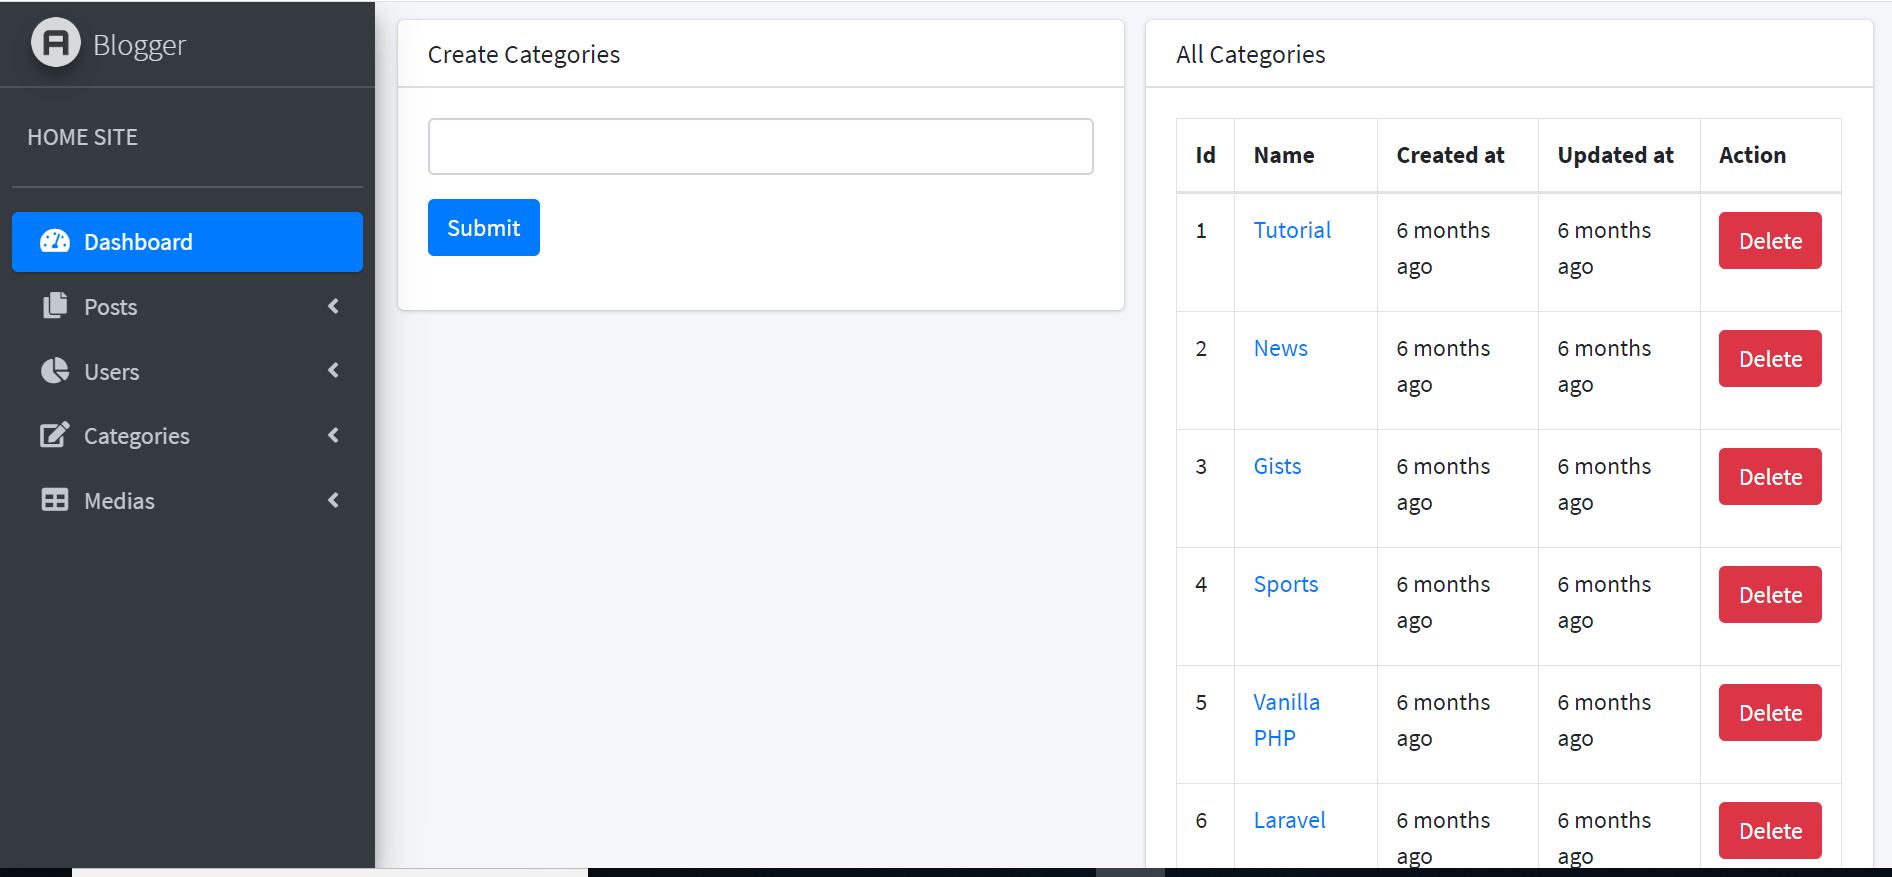 Blogger
HOME SITE
Dashboard
Posts
Users
Categories
Medias
Create Categories
Submit
All Categories
Id Name Created at Updated at Action
1 Tutorial 6 months 6 months Delete
ago ago
2 News 6 months 6 months Delete
ago ago
3 Gists 6 months 6 months Delete
ago ago
4 Sports 6 months 6 months Delete
ago ago
5 Vanilla 6 months 6 months Delete
PHP ago ago
6 Laravel 6 months 6 months Delete
ago ago